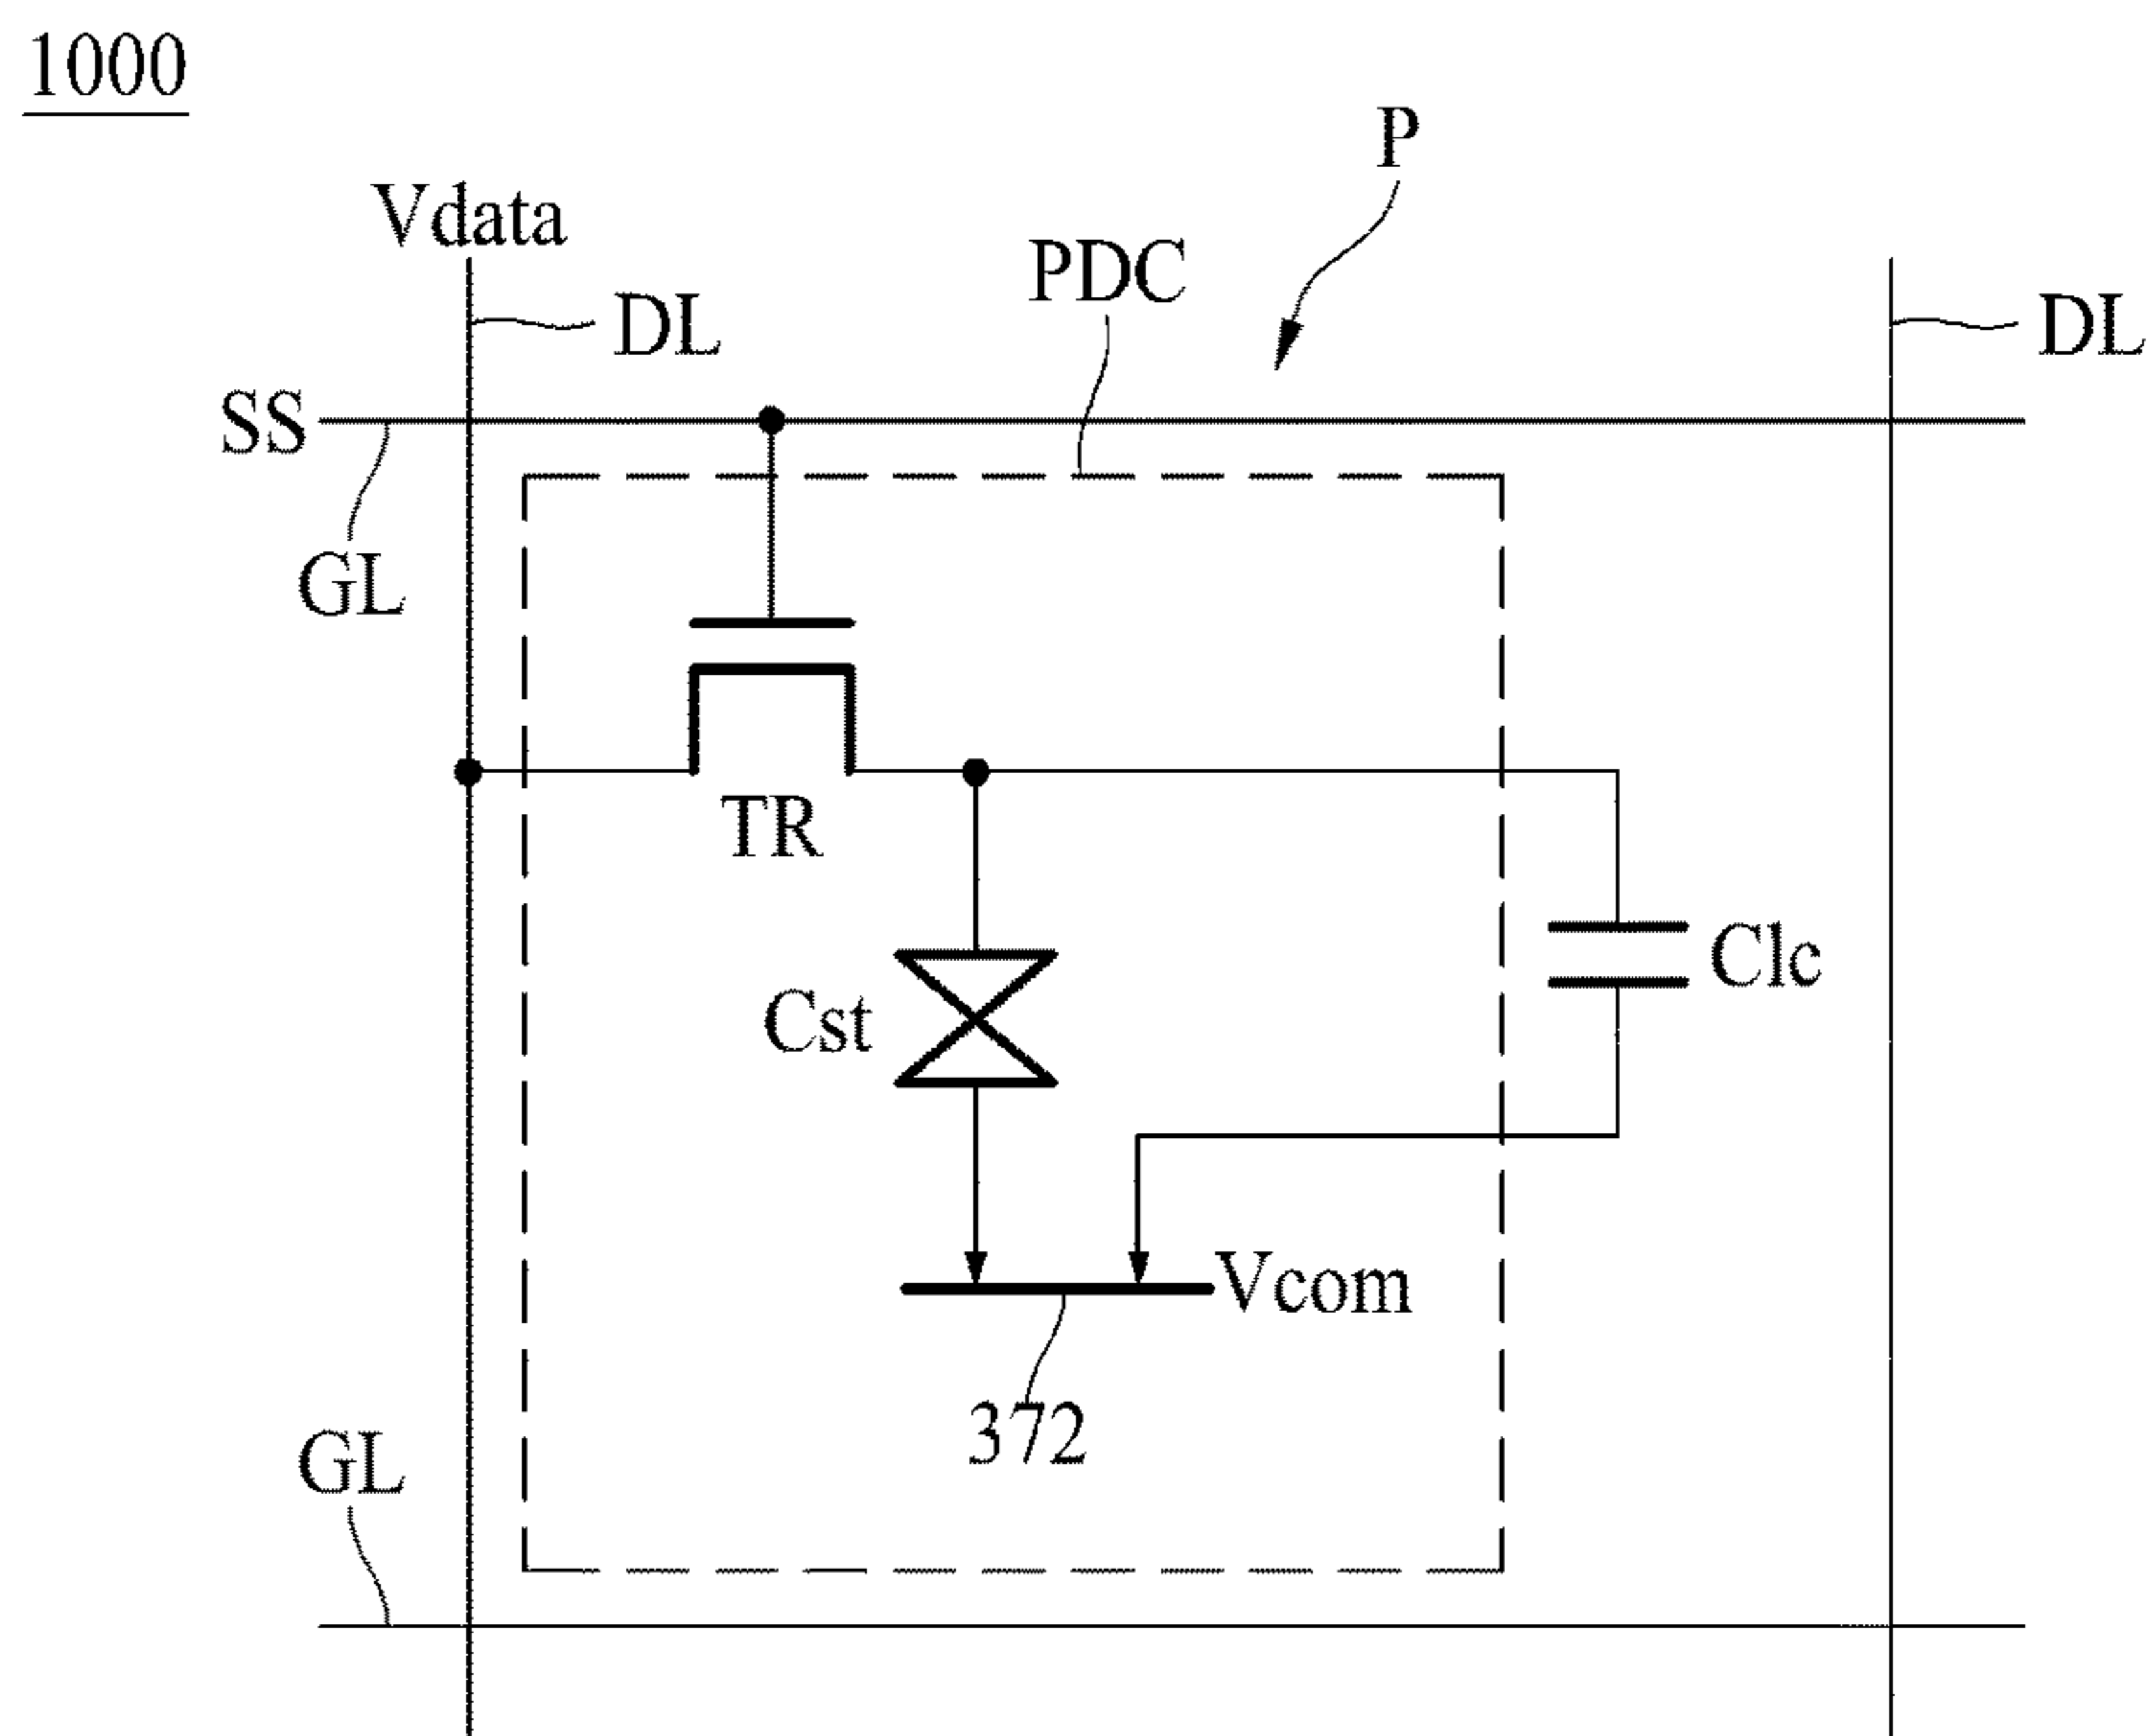 1000
P
Vdata
PDC
DL
DL
SS
GL
TR
Clc
Cst
Vcom
372
GL